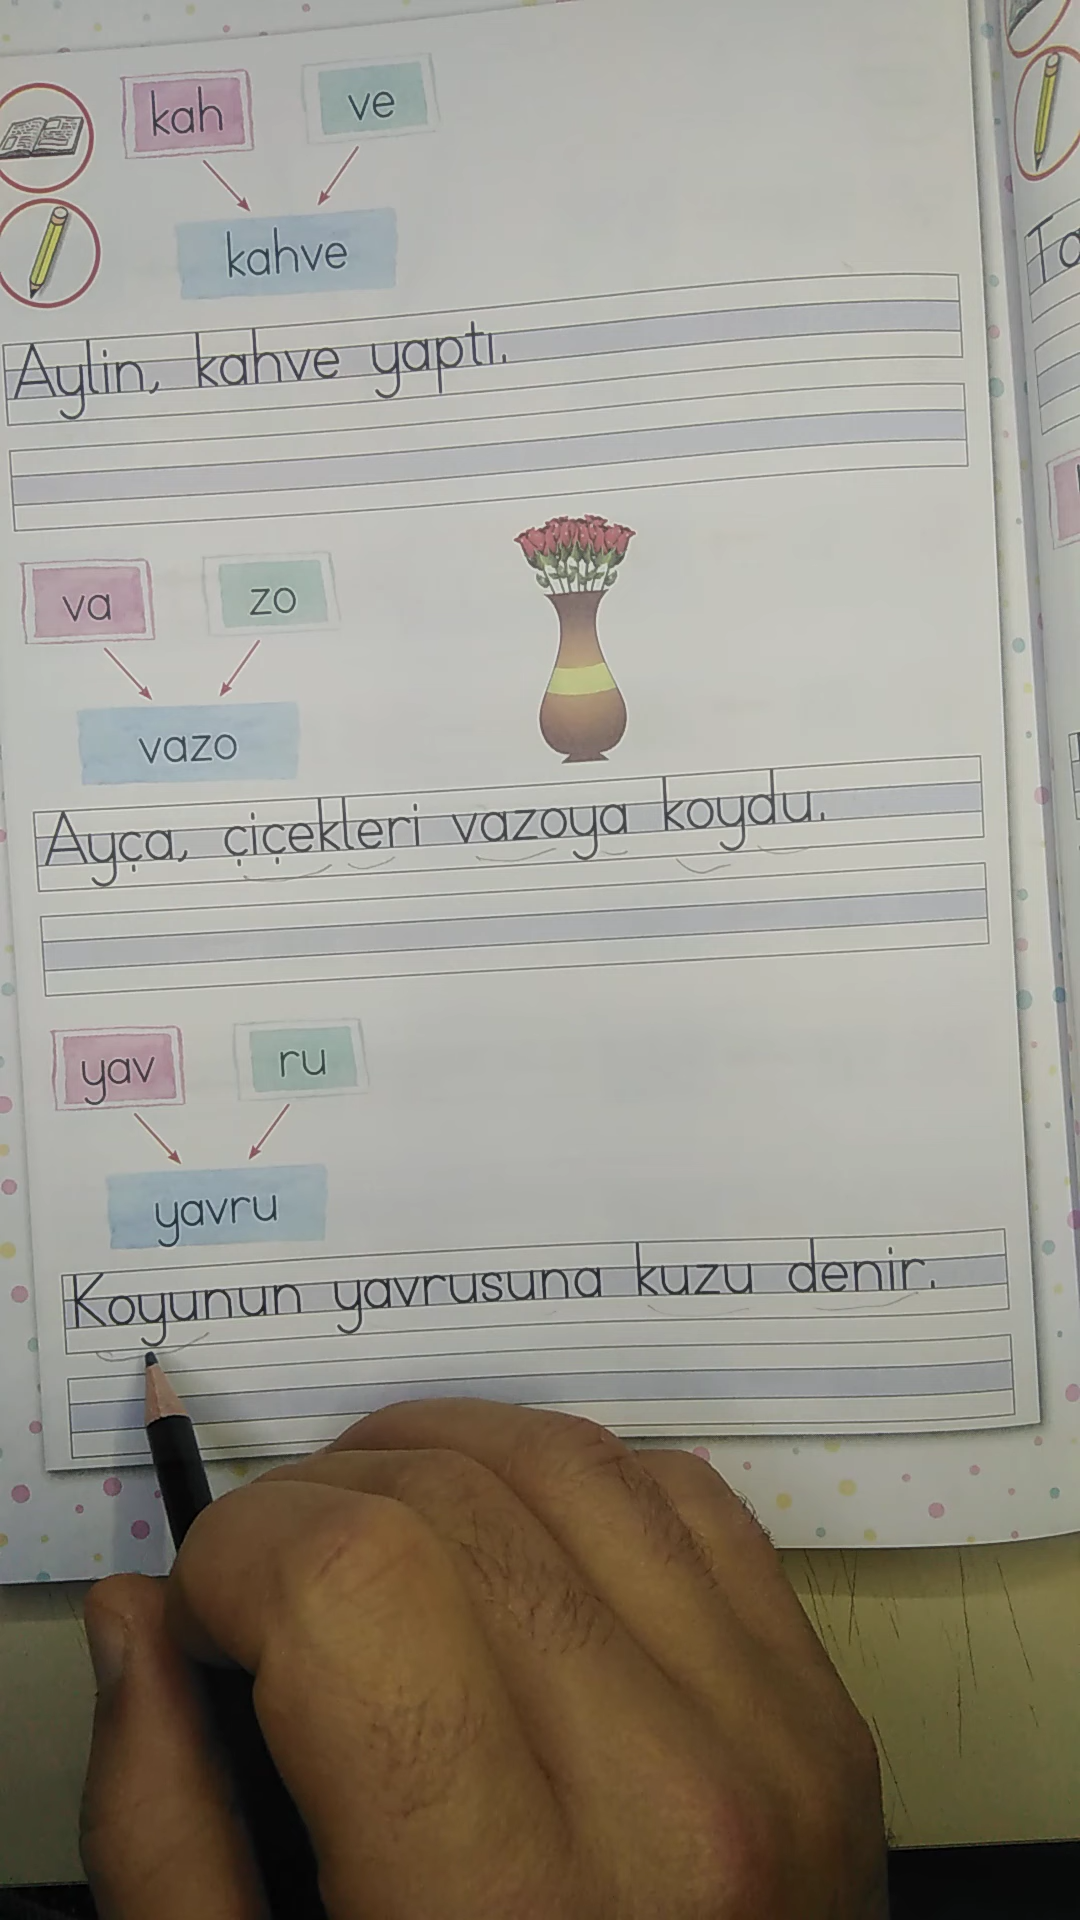 kah ve
kahve
Aylin, kahve yaptı.
va zo
vazo
Ayça, çiçekleri vazoya koydu.
yav ru
yavru
Koyunun yavrusuna kuzu denir.